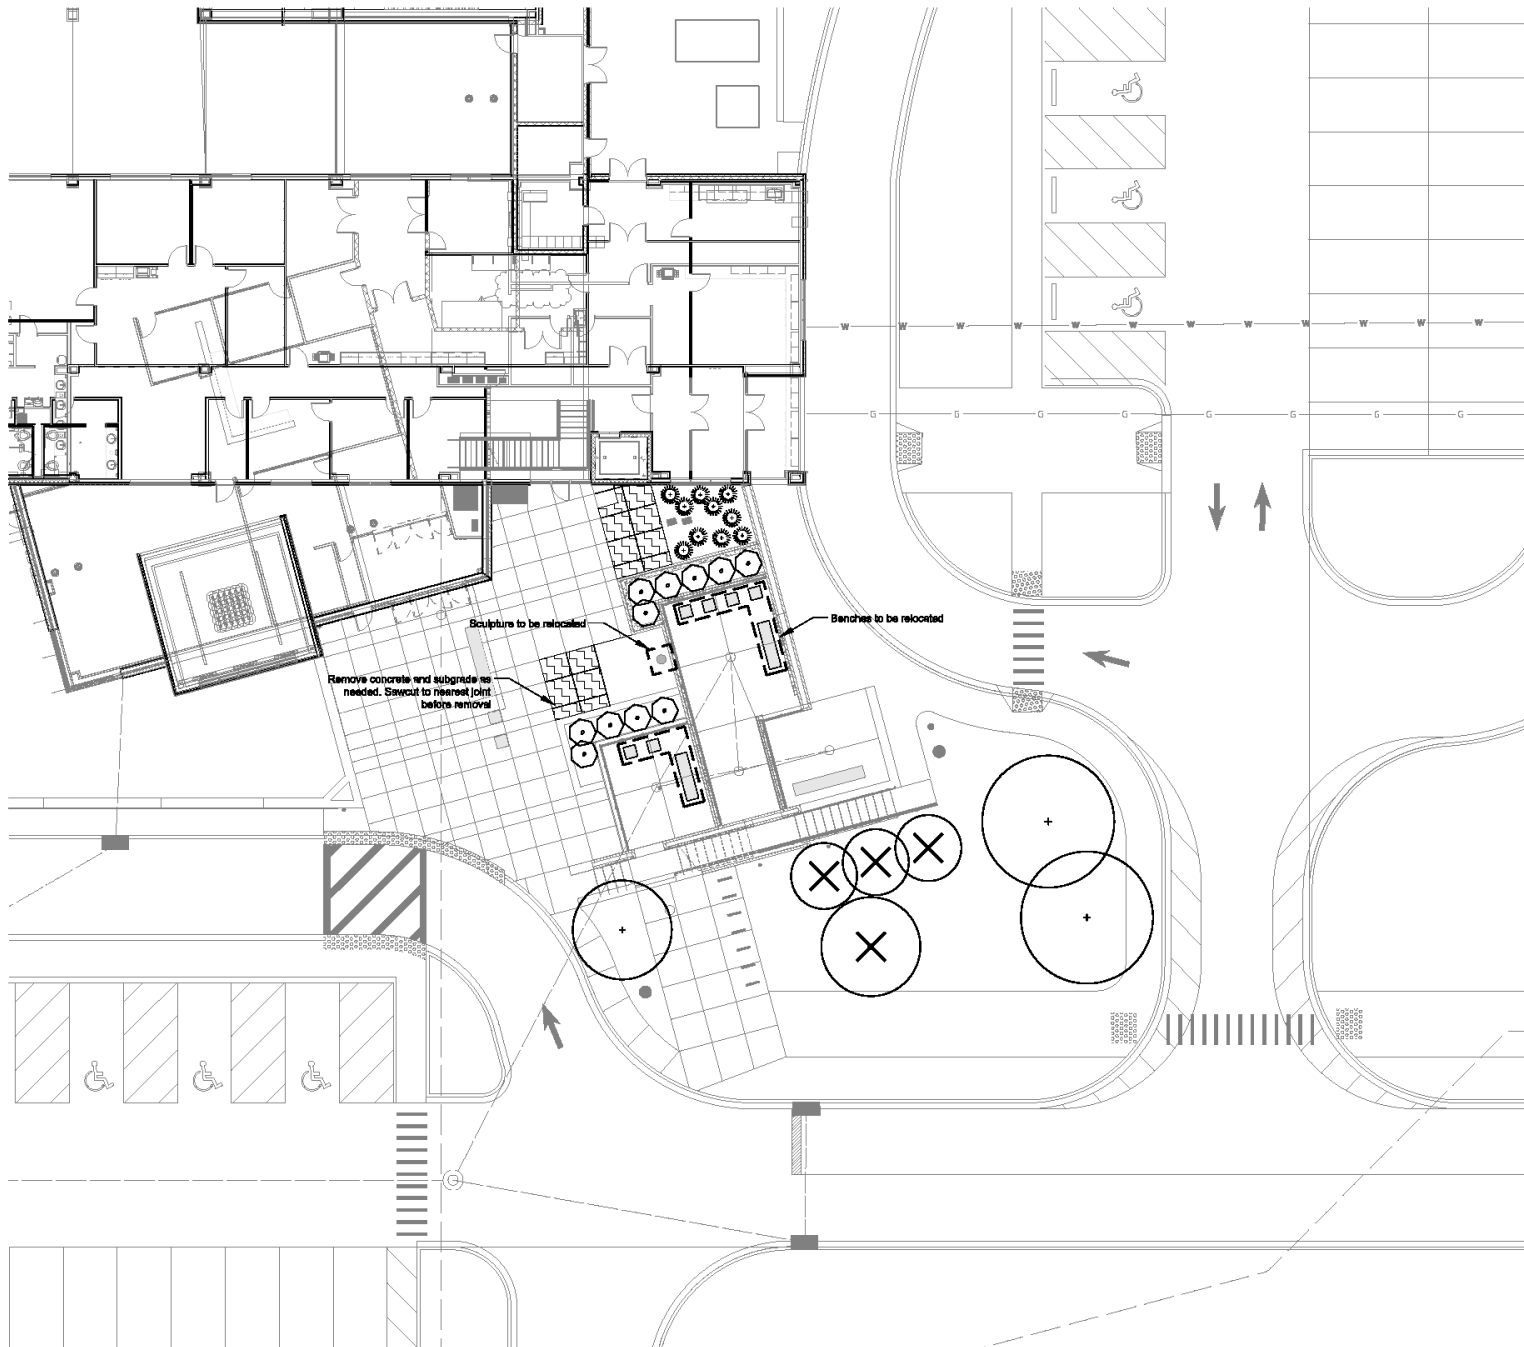 W W W W W W W W W W W W
G G G G G G G G
Sculpture to be relocated
Benches to be relocated
Remove concrete and subgrade as
needed. Sawcut to nearest joint
before removal